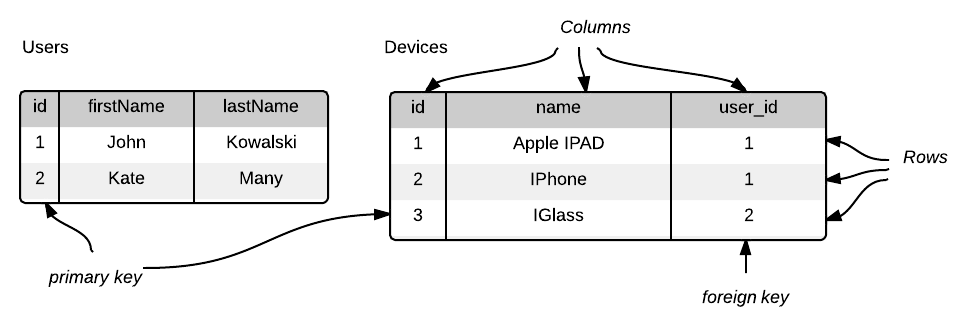 Columns
Users
Devices
id firstName lastName
1 John Kowalski
2 Kate Many
id name user_id
1 Apple IPAD 1
2 IPhone 1
3 IGlass 2
Rows
primary key
foreign key